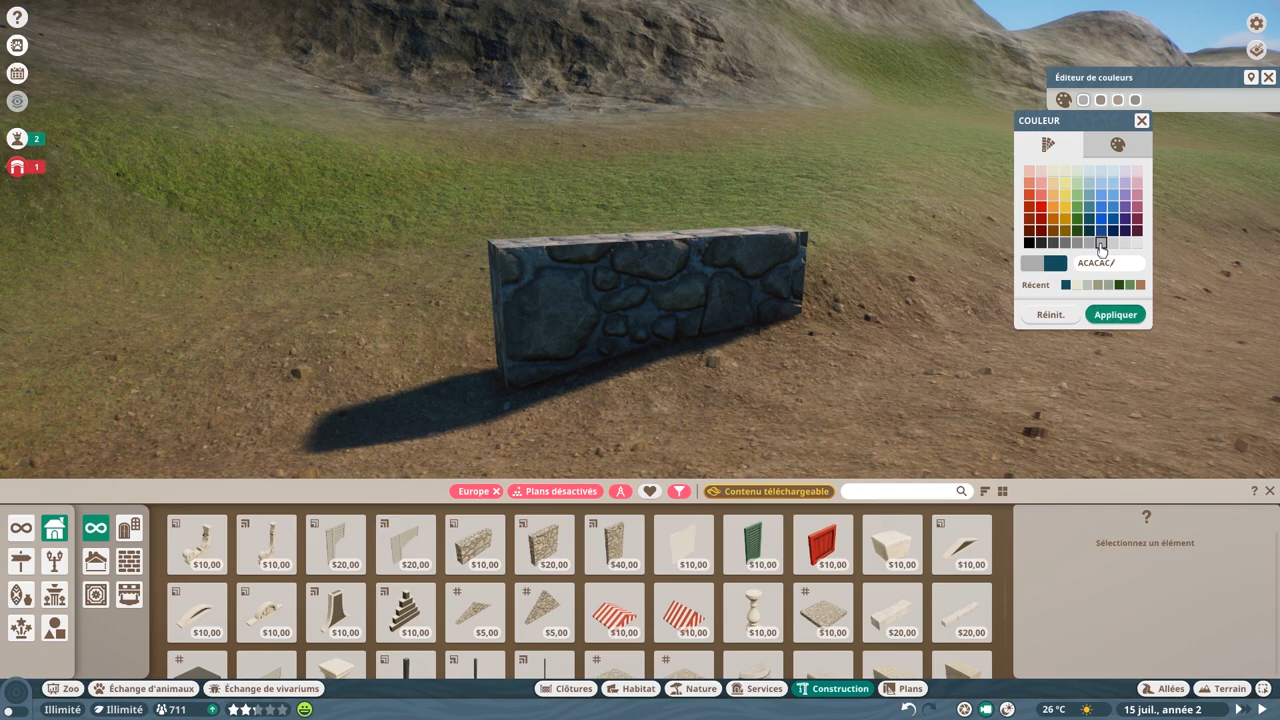 ?
2
1
Éditeur de couleurs
COULEUR
ACACAC/
Récent
Réinit.
Appliquer
Europe
Plans désactivés
Contenu téléchargeable
?
$10,00 $10,00 $20,00 $20,00 $10,00 $20,00 $40,00 $10,00 $10,00 $10,00 $10,00 $10,00
?
Sélectionnez un élément
$10,00 $10,00 $10,00 $10,00 $5,00 $5,00 $10,00 $10,00 $10,00 $10,00 $20,00 $20,00
Zoo
Échange d'animaux
Échange de vivariums
Clôtures
Habitat
Nature
Services
Construction
Plans
Allées
Terrain
Illimité
Illimité
711
26 °C
15 juil., année 2